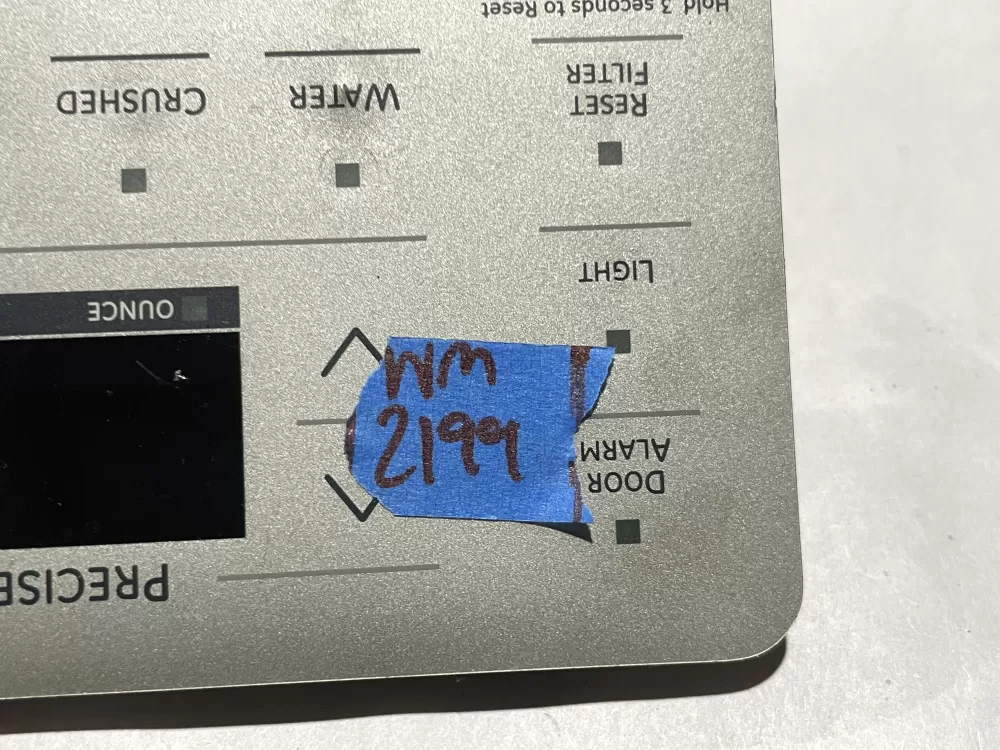 WM
2199
PRECISE
DOOR
ALARM
OUNCE
LIGHT
RESET
FILTER
WATER
CRUSHED
Hold 3 seconds to Reset